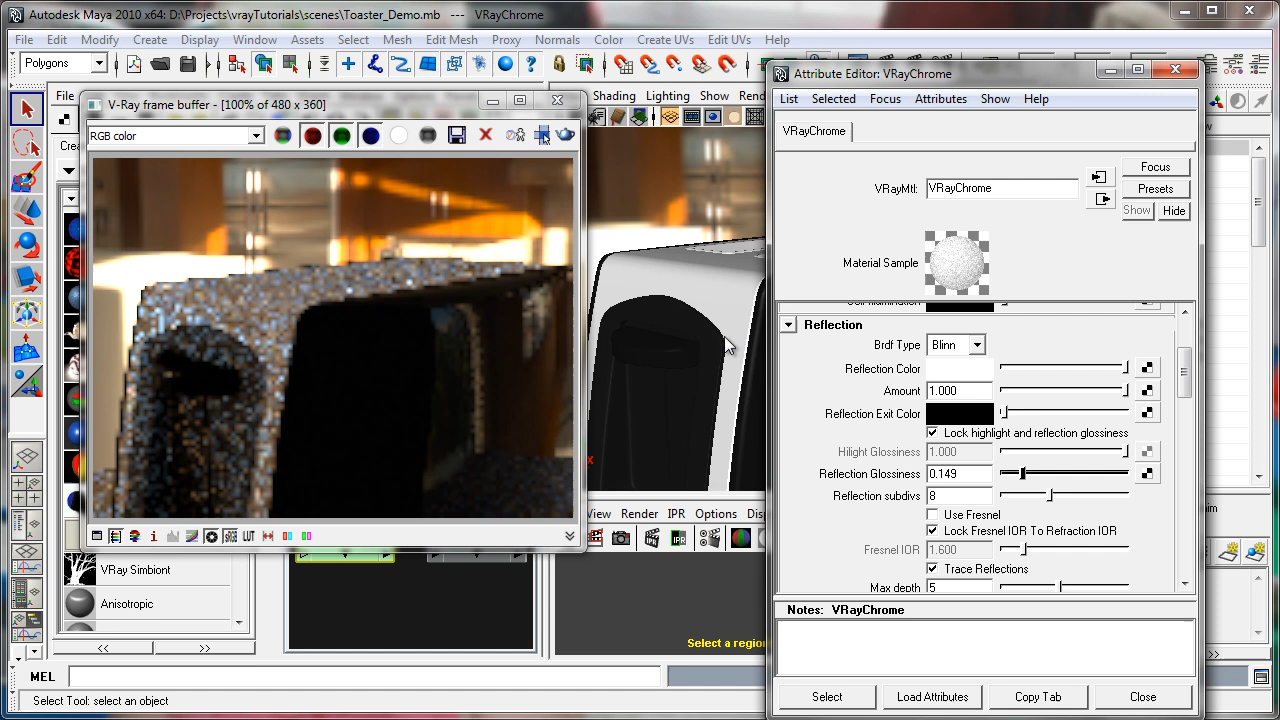 Autodesk Maya 2010 x64: D:\Projects\vrayTutorials\scenes\Toaster_Demo.mb --- VRayChrome
File Edit Modify Create Display Window Assets Select Mesh Edit Mesh Proxy Normals Color Create UVs Edit UVs Help
Polygons
File
V-Ray frame buffer - [100% of 480 x 360]
RGB color
Shading Lighting Show
View Render IPR Options
IPR
sRGB LUT
VRay Simbiont
Anisotropic
<< >>
Select a region
MEL
Select Tool: select an object
Attribute Editor: VRayChrome
List Selected Focus Attributes Show Help
VRayChrome
Focus
VRayMtl: VRayChrome
Presets
Show Hide
Material Sample
Reflection
Brdf Type Blinn
Reflection Color
Amount 1.000
Reflection Exit Color
Lock highlight and reflection glossiness
Hilight Glossiness 1.000
Reflection Glossiness 0.149
Reflection subdivs 8
Use Fresnel
Lock Fresnel IOR To Refraction IOR
Fresnel IOR 1.600
Trace Reflections
Max depth 5
Notes: VRayChrome
Select Load Attributes Copy Tab Close
>>